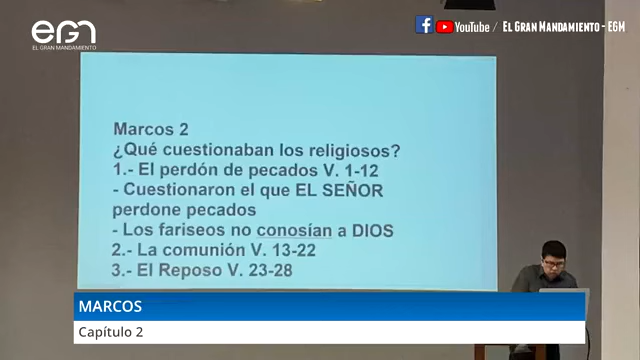 EGM
EL GRAN MANDAMIENTO
YouTube / EL GRAN MANDAMIENTO - EGM
Marcos 2
¿Qué cuestionaban los religiosos?
1.- El perdón de pecados V. 1-12
- Cuestionaron el que EL SEÑOR
perdone pecados
- Los fariseos no conosían a DIOS
2.- La comunión V. 13-22
3.- El Reposo V. 23-28
MARCOS
Capítulo 2